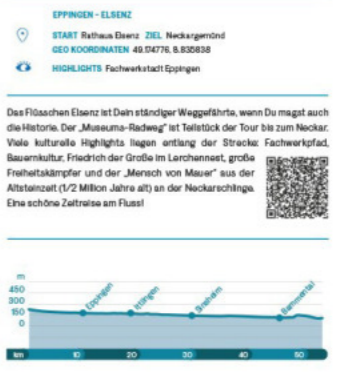 EPPINGEN - ELSENZ
START Rathaus Elsenz ZIEL Neckargemünd
GEO KOORDINATEN 49.174776, 8.835838
HIGHLIGHTS Fachwerkstadt Eppingen
Das Flüsschen Elsenz ist Dein ständiger Weggefährte, wenn Du magst auch
die Historie. Der „Museums-Radweg“ ist Teilstück der Tour bis zum Neckar.
Viele kulturelle Highlights liegen entlang der Strecke: Fachwerkpfad,
Bauernkultur, Friedrich der Große im Lerchennest, große
Freiheitskämpfer und der „Mensch von Mauer“ aus der
Altsteinzeit (1/2 Million Jahre alt) an der Neckarschlinge.
Eine schöne Zeitreise am Fluss!
m
450
300
150
0
Eppingen
Ittlingen
Sinsheim
Bammental
km 10 20 30 40 50